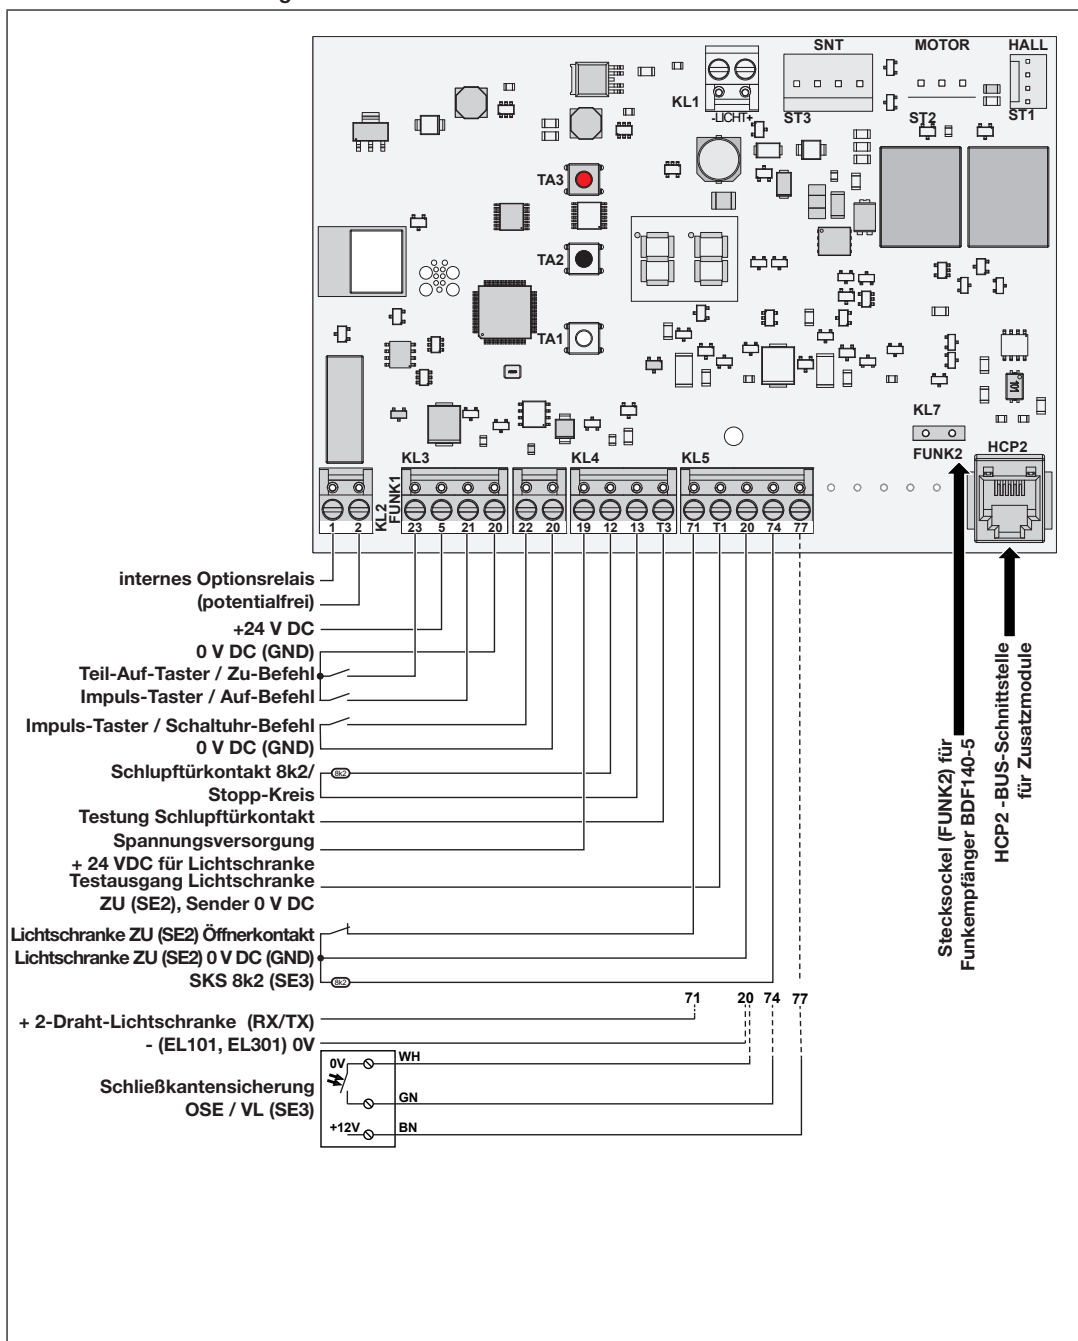 SNT MOTOR HALL
KL1
-LICHT+
ST3 ST2 ST1
TA3
TA2
TA1
101
KL7
FUNK2
HCP2
KL2
FUNK1
KL3 KL4 KL5
1 2 23 5 21 20 22 20 19 12 13 T3 71 T1 20 74 77
internes Optionsrelais
(potentialfrei)
+24 V DC
0 V DC (GND)
Teil-Auf-Taster / Zu-Befehl
Impuls-Taster / Auf-Befehl
Impuls-Taster / Schaltuhr-Befehl
0 V DC (GND)
Schlupftürkontakt 8k2/
8k2
Stopp-Kreis
Testung Schlupftürkontakt
Spannungsversorgung
+ 24 VDC für Lichtschranke
Testausgang Lichtschranke
ZU (SE2), Sender 0 V DC
Lichtschranke ZU (SE2) Öffnerkontakt
Lichtschranke ZU (SE2) 0 V DC (GND)
SKS 8k2 (SE3)
8k2
Stecksockel (FUNK2) für
Funkempfänger BDF140-5
HCP2 -BUS-Schnittstelle
für Zusatzmodule
71 20 74 77
+ 2-Draht-Lichtschranke (RX/TX)
- (EL101, EL301) 0V
Schließkantensicherung
OSE / VL (SE3)
0V WH
GN
+12V BN